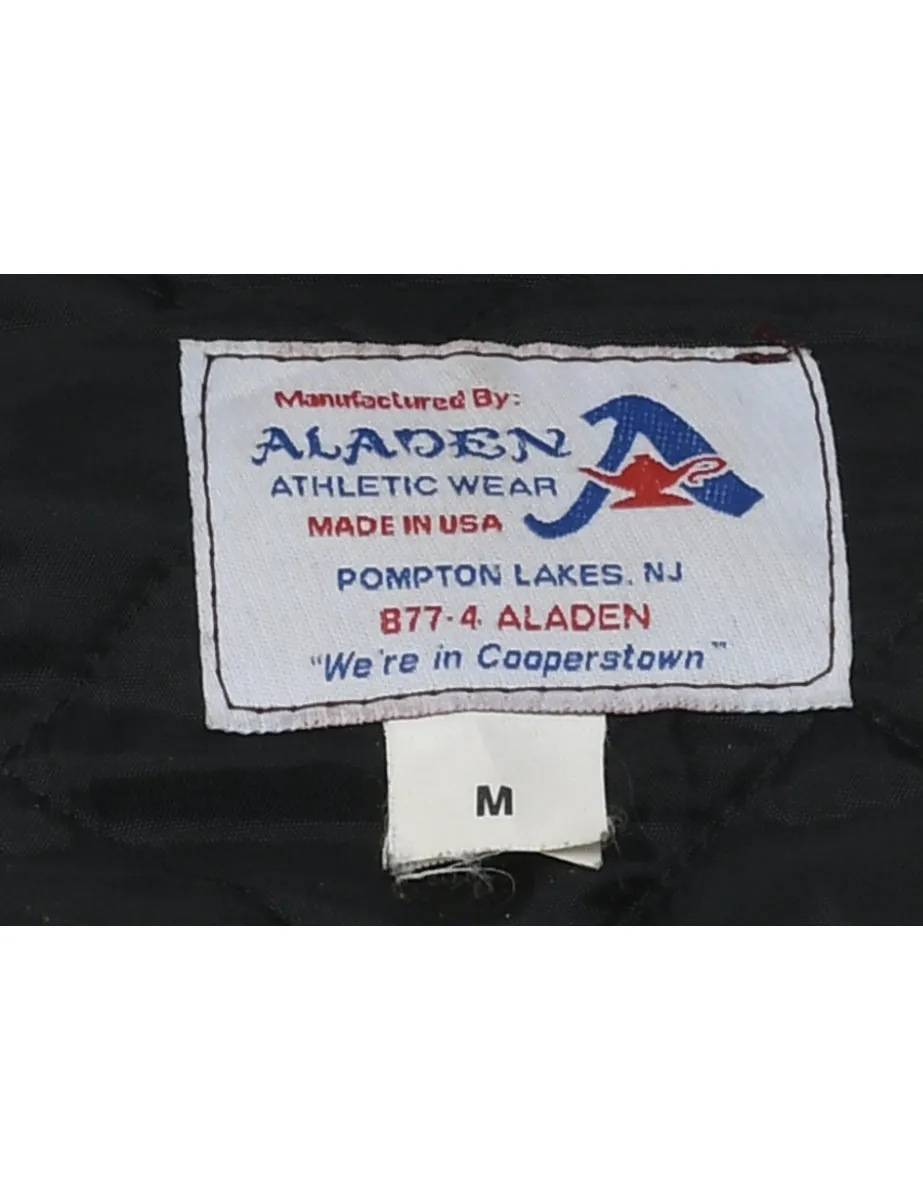 Manufactured By:
ALADEN
ATHLETIC WEAR
MADE IN USA
POMPTON LAKES, NJ
877-4 ALADEN
"We're in Cooperstown"
M